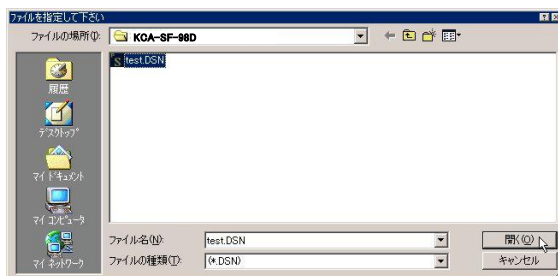 ファイルを指定して下さい
ファイルの場所(I):
KCA-SF-98D
test.DSN
履歴
デスクトップ
マイ ドキュメント
マイ コンピュータ
マイ ネットワーク
ファイル名(N):
test.DSN
開く(O)
ファイルの種類(T):
(*.DSN)
キャンセル